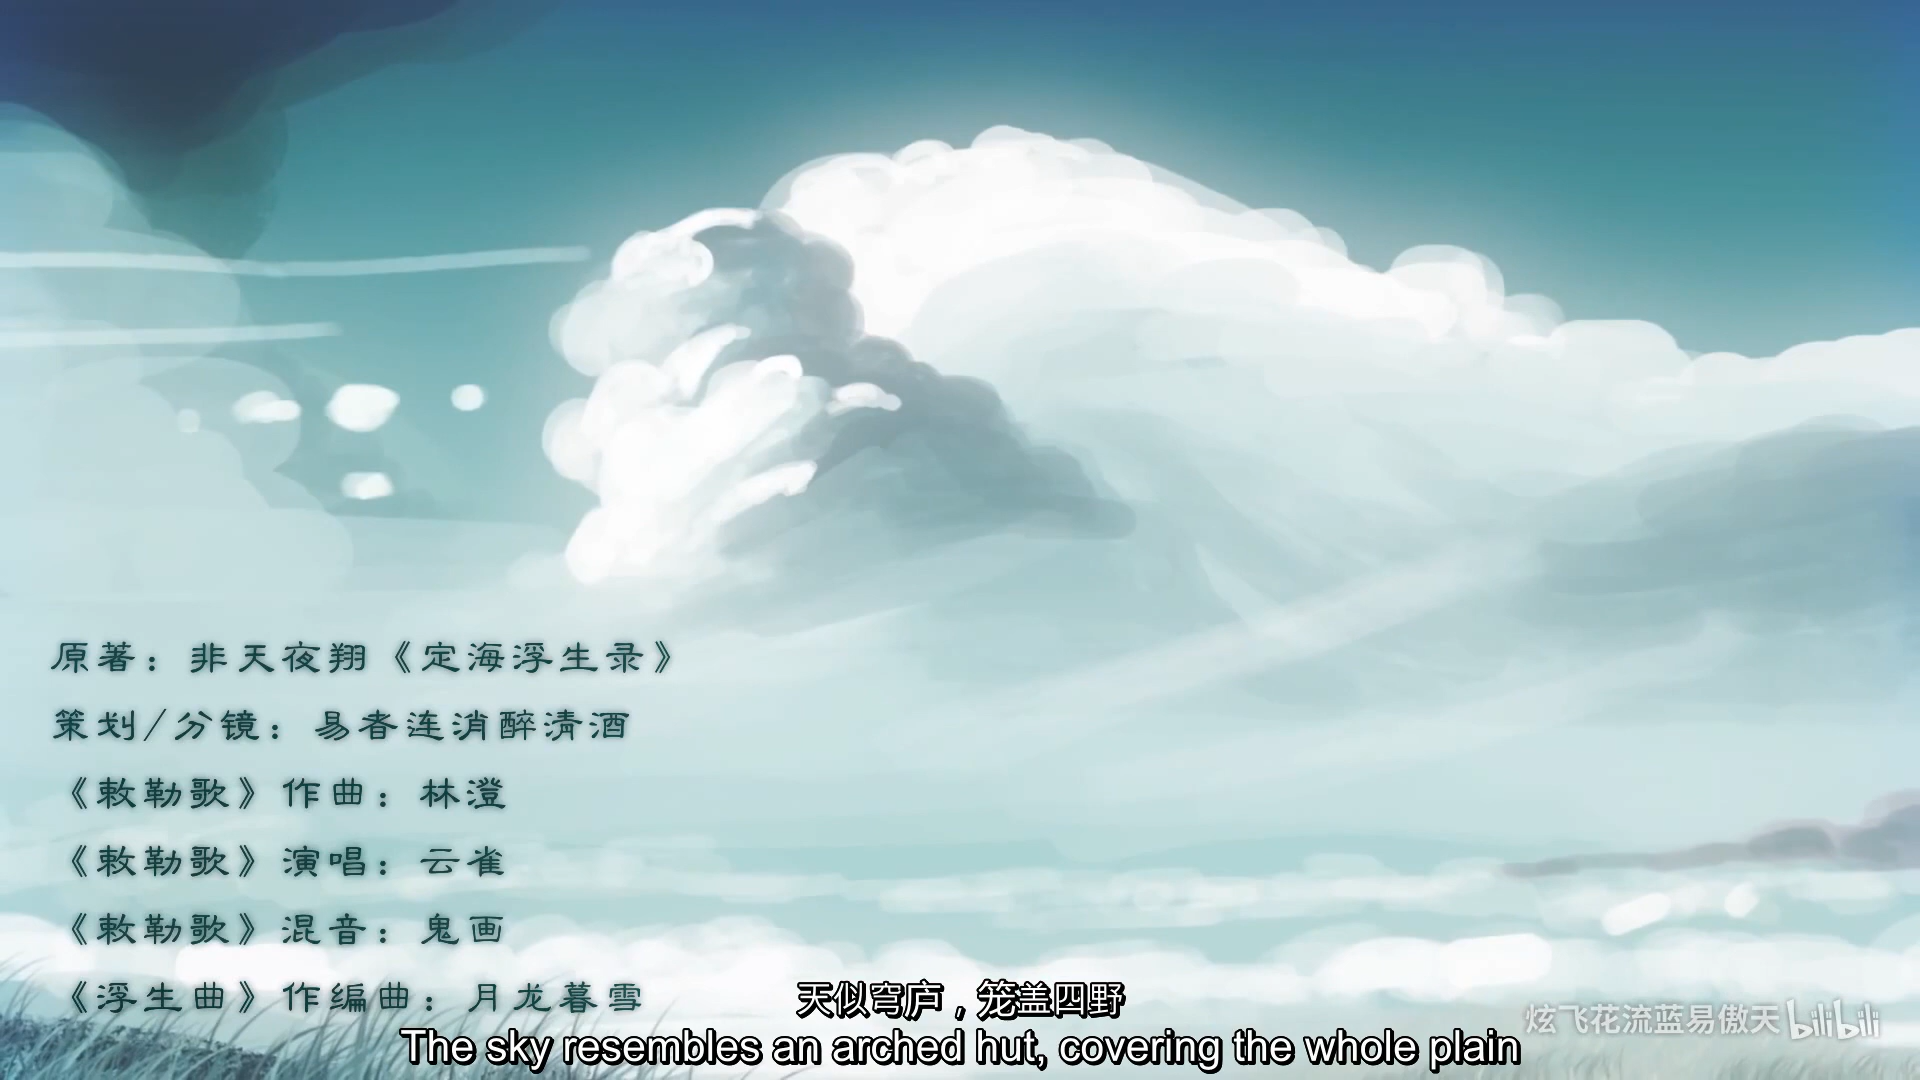 原著：非天夜翔《定海浮生录》
策划/分镜：易者连消醉清酒
《敕勒歌》作曲：林澄
《敕勒歌》演唱：云雀
《敕勒歌》混音：鬼画
《浮生曲》作编曲：月龙暮雪
天似穹庐，笼盖四野
The sky resembles an arched hut, covering the whole plain
炫飞花流蓝易傲天 bilibili